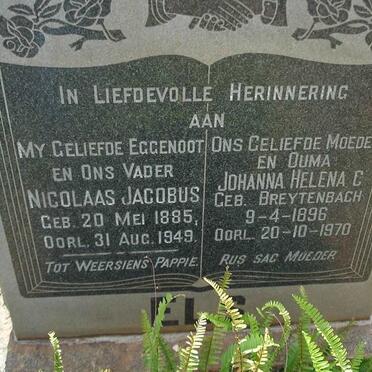 IN LIEFDEVOLLE HERINNERING
AAN
MY GELIEFDE EGGENOOT
EN ONS VADER
NICOLAAS JACOBUS
GEB. 20 MEI 1885,
OORL. 31 AUG. 1949.
TOT WEERSIENS PAPPIE.
ONS GELIEFDE MOEDE
EN OUMA
JOHANNA HELENA C
GEB. BREYTENBACH
9-4-1896
OORL. 20-10-1970
RUS SAG MOEDER
ELS